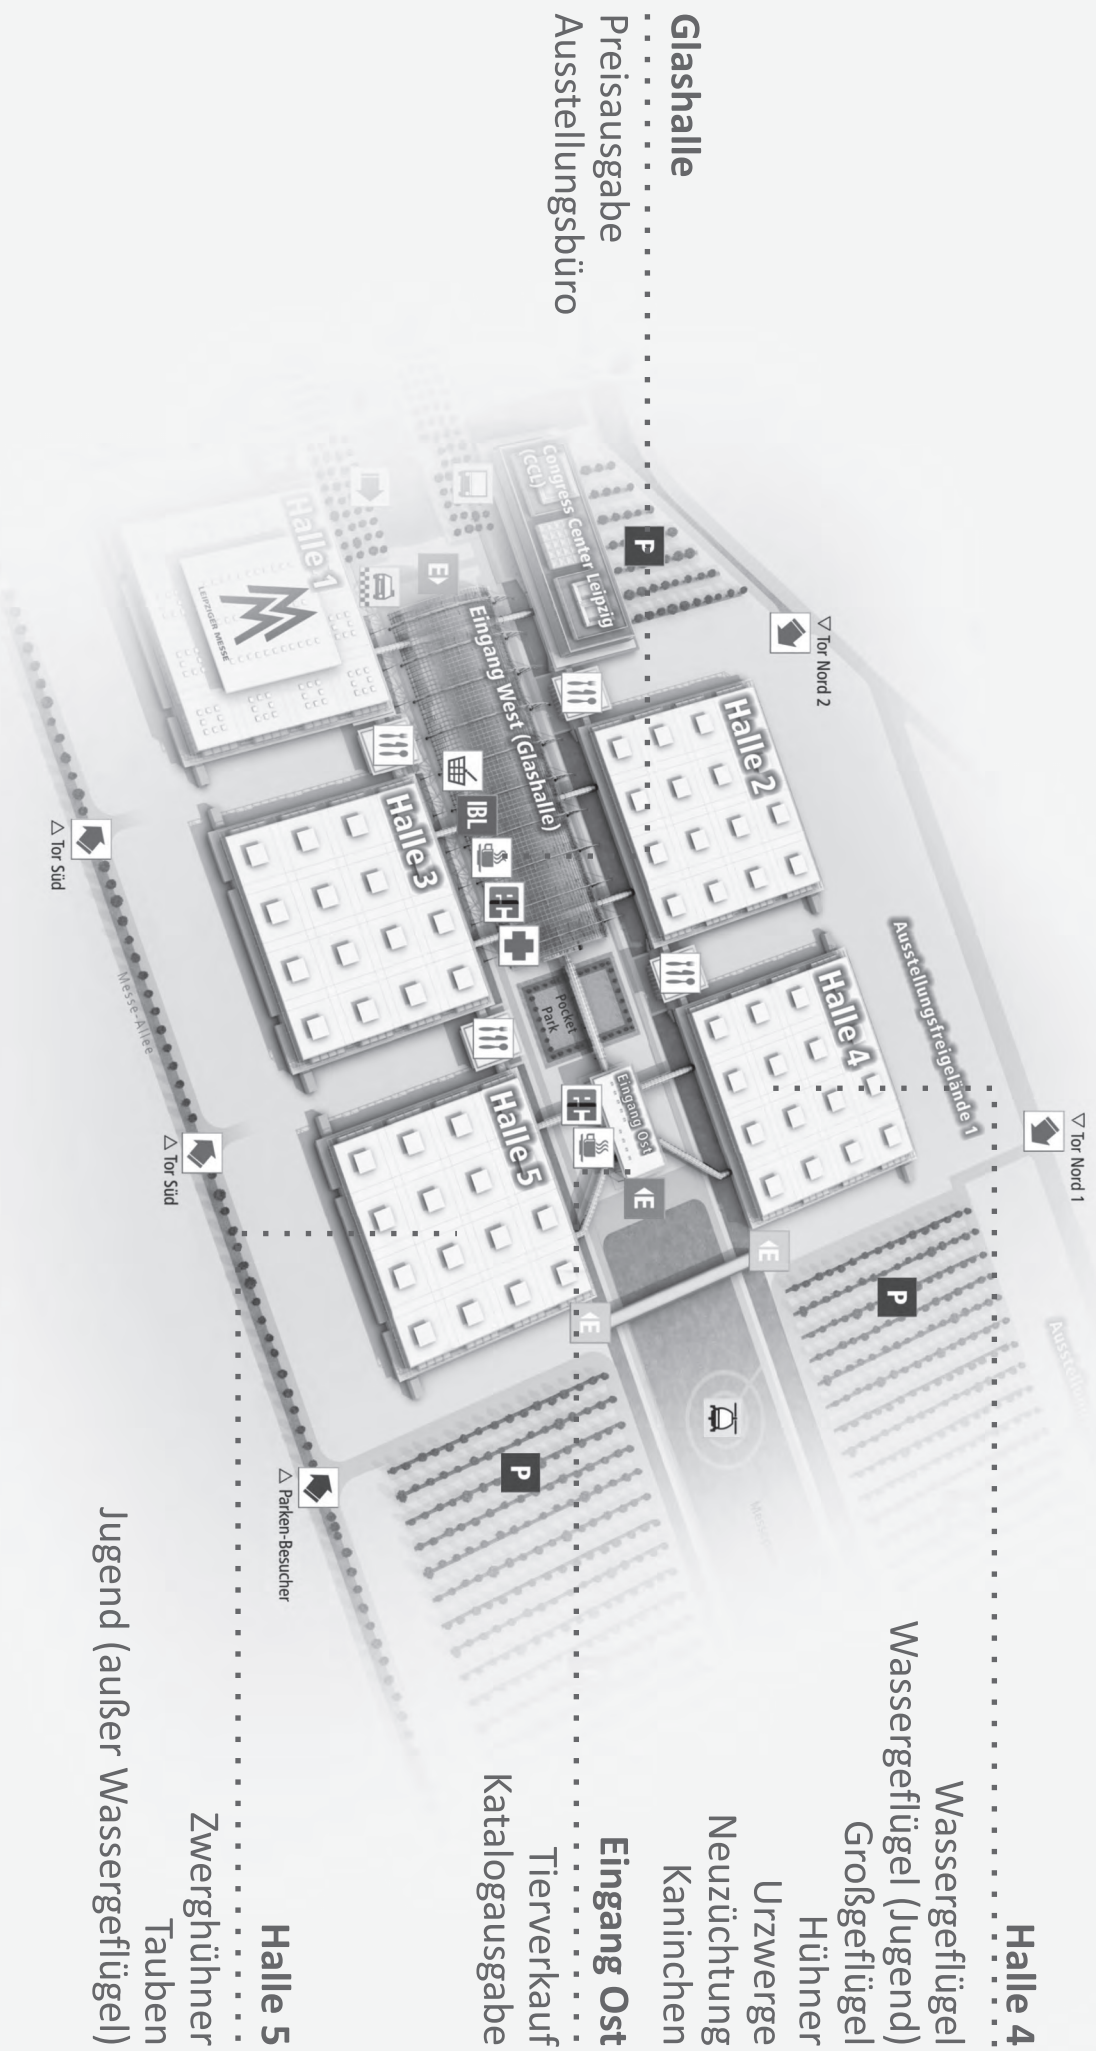 Glashalle
Preisausgabe
Ausstellungsbüro
Halle 4
Wassergeflügel
Wassergeflügel (Jugend)
Großgeflügel
Hühner
Urzwerge
Neuzüchtung
Kaninchen
Eingang Ost
Tierverkauf
Katalogausgabe
Halle 5
Zwerghühner
Tauben
Jugend (außer Wassergeflügel)
▽ Tor Nord 2
▽ Tor Nord 1
Ausstellungsfreigelände 1
P
Congress Center Leipzig
(CCL)
Halle 2
Halle 4
P
Eingang West (Glashalle)
E
E
Halle 1
LEIPZIGER MESSE
IBL
EH
Pocket
Park
Eingang Ost
EH
E
E
Halle 3
Halle 5
P
Messe-Allee
△ Tor Süd
△ Tor Süd
△ Parken-Besucher